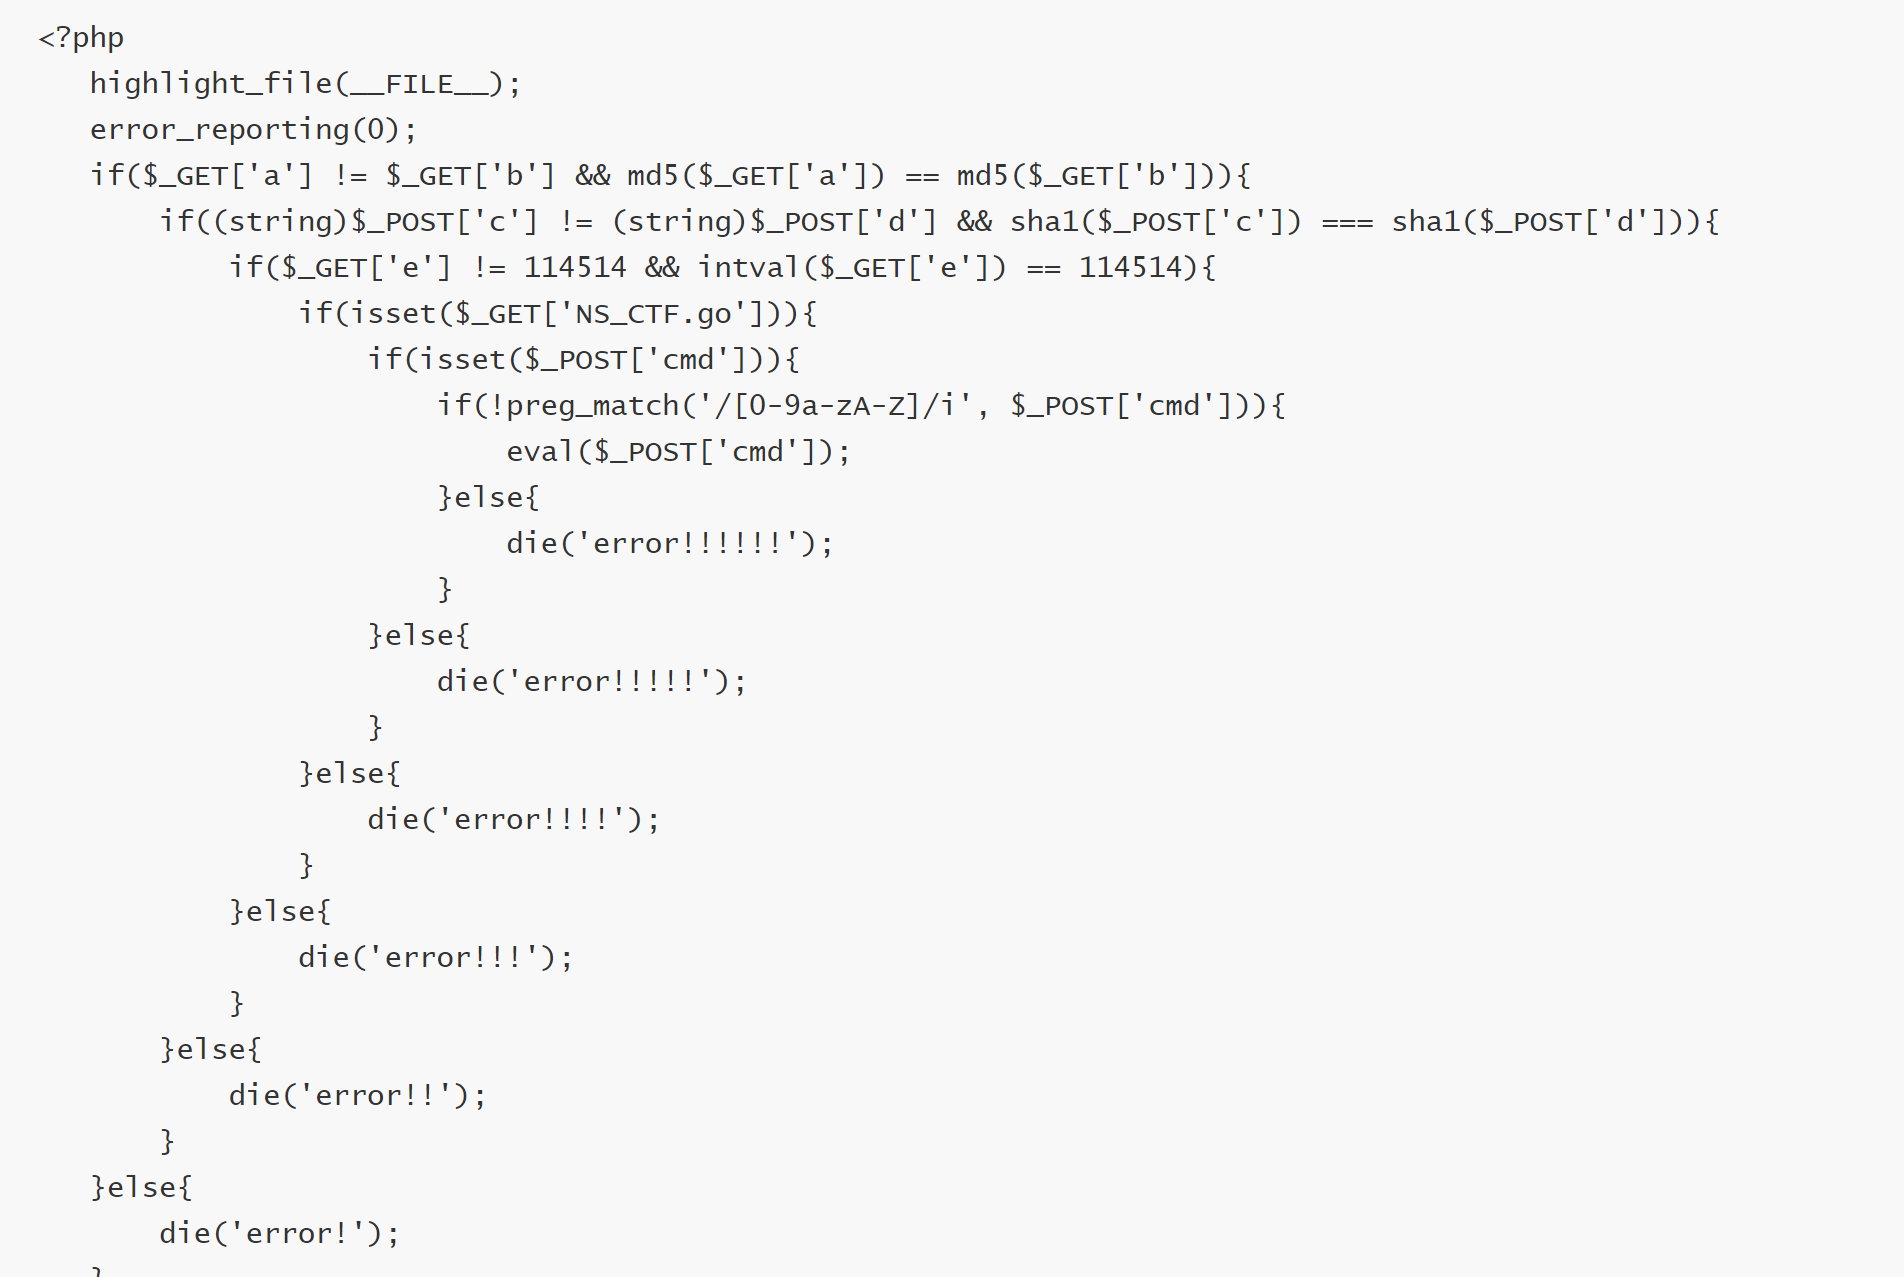 <?php
highlight_file(__FILE__);
error_reporting(0);
if($_GET['a'] != $_GET['b'] && md5($_GET['a']) == md5($_GET['b'])){
if((string)$_POST['c'] != (string)$_POST['d'] && sha1($_POST['c']) === sha1($_POST['d'])){
if($_GET['e'] != 114514 && intval($_GET['e']) == 114514){
if(isset($_GET['NS_CTF.go'])){
if(isset($_POST['cmd'])){
if(!preg_match('/[0-9a-zA-Z]/i', $_POST['cmd'])){
eval($_POST['cmd']);
}else{
die('error!!!!!!');
}
}else{
die('error!!!!!');
}
}else{
die('error!!!!');
}
}else{
die('error!!!');
}
}else{
die('error!!');
}
}else{
die('error!');
}